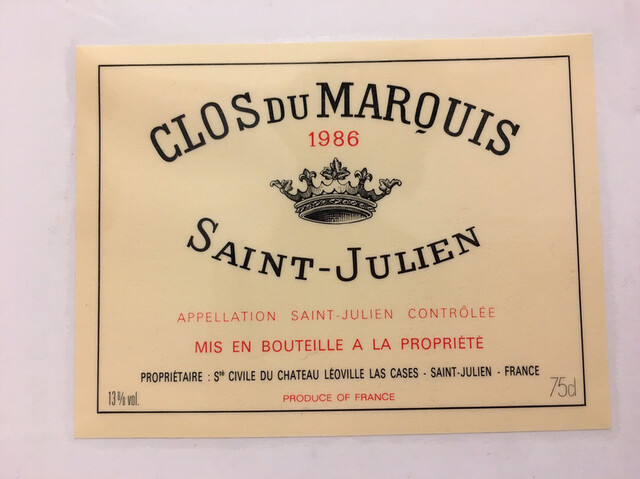 CLOS DU MARQUIS
1986
SAINT-JULIEN
APPELLATION SAINT-JULIEN CONTRÔLÉE
MIS EN BOUTEILLE A LA PROPRIÉTÉ
PROPRIÉTAIRE : Sté CIVILE DU CHATEAU LÉOVILLE LAS CASES - SAINT-JULIEN - FRANCE
13% vol.
PRODUCE OF FRANCE
75cl